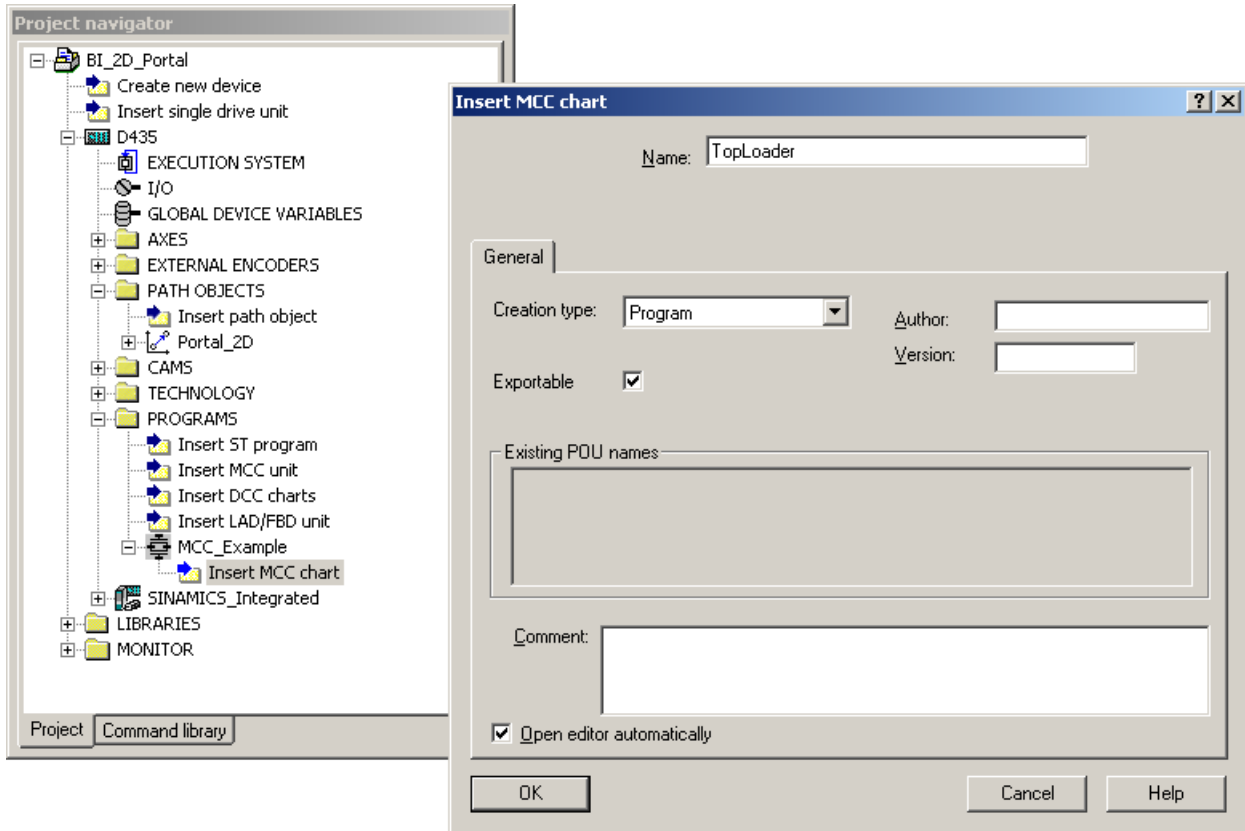 Project navigator
BI_2D_Portal
Create new device
Insert single drive unit
D435
EXECUTION SYSTEM
I/O
GLOBAL DEVICE VARIABLES
AXES
EXTERNAL ENCODERS
PATH OBJECTS
Insert path object
Portal_2D
CAMS
TECHNOLOGY
PROGRAMS
Insert ST program
Insert MCC unit
Insert DCC charts
Insert LAD/FBD unit
MCC_Example
Insert MCC chart
SINAMICS_Integrated
LIBRARIES
MONITOR
Project Command library
Insert MCC chart
Name: TopLoader
General
Creation type: Program Author:
Version:
Exportable
Existing POU names
Comment:
Open editor automatically
OK Cancel Help